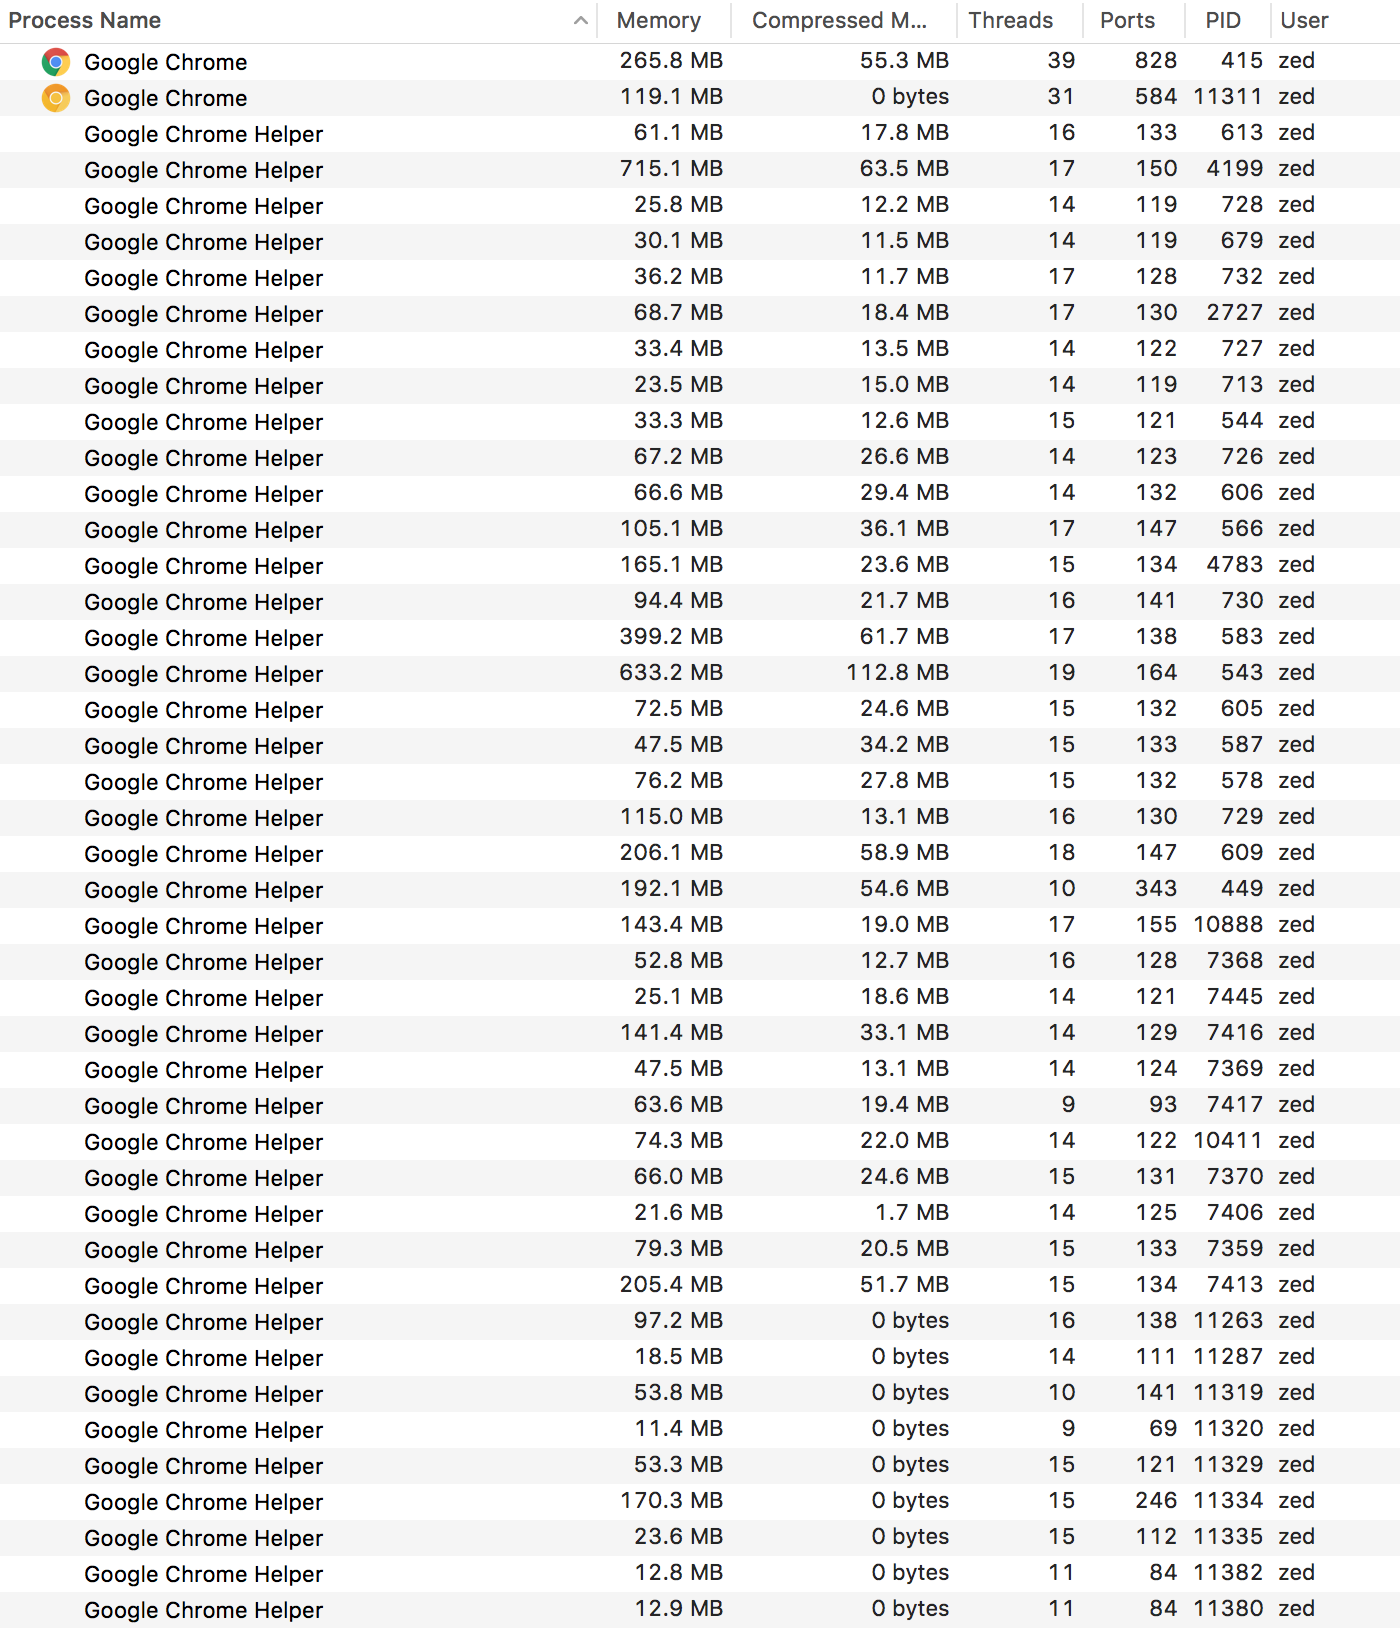 Process Name Memory Compressed M... Threads Ports PID User
Google Chrome 265.8 MB 55.3 MB 39 828 415 zed
Google Chrome 119.1 MB 0 bytes 31 584 11311 zed
Google Chrome Helper 61.1 MB 17.8 MB 16 133 613 zed
Google Chrome Helper 715.1 MB 63.5 MB 17 150 4199 zed
Google Chrome Helper 25.8 MB 12.2 MB 14 119 728 zed
Google Chrome Helper 30.1 MB 11.5 MB 14 119 679 zed
Google Chrome Helper 36.2 MB 11.7 MB 17 128 732 zed
Google Chrome Helper 68.7 MB 18.4 MB 17 130 2727 zed
Google Chrome Helper 33.4 MB 13.5 MB 14 122 727 zed
Google Chrome Helper 23.5 MB 15.0 MB 14 119 713 zed
Google Chrome Helper 33.3 MB 12.6 MB 15 121 544 zed
Google Chrome Helper 67.2 MB 26.6 MB 14 123 726 zed
Google Chrome Helper 66.6 MB 29.4 MB 14 132 606 zed
Google Chrome Helper 105.1 MB 36.1 MB 17 147 566 zed
Google Chrome Helper 165.1 MB 23.6 MB 15 134 4783 zed
Google Chrome Helper 94.4 MB 21.7 MB 16 141 730 zed
Google Chrome Helper 399.2 MB 61.7 MB 17 138 583 zed
Google Chrome Helper 633.2 MB 112.8 MB 19 164 543 zed
Google Chrome Helper 72.5 MB 24.6 MB 15 132 605 zed
Google Chrome Helper 47.5 MB 34.2 MB 15 133 587 zed
Google Chrome Helper 76.2 MB 27.8 MB 15 132 578 zed
Google Chrome Helper 115.0 MB 13.1 MB 16 130 729 zed
Google Chrome Helper 206.1 MB 58.9 MB 18 147 609 zed
Google Chrome Helper 192.1 MB 54.6 MB 10 343 449 zed
Google Chrome Helper 143.4 MB 19.0 MB 17 155 10888 zed
Google Chrome Helper 52.8 MB 12.7 MB 16 128 7368 zed
Google Chrome Helper 25.1 MB 18.6 MB 14 121 7445 zed
Google Chrome Helper 141.4 MB 33.1 MB 14 129 7416 zed
Google Chrome Helper 47.5 MB 13.1 MB 14 124 7369 zed
Google Chrome Helper 63.6 MB 19.4 MB 9 93 7417 zed
Google Chrome Helper 74.3 MB 22.0 MB 14 122 10411 zed
Google Chrome Helper 66.0 MB 24.6 MB 15 131 7370 zed
Google Chrome Helper 21.6 MB 1.7 MB 14 125 7406 zed
Google Chrome Helper 79.3 MB 20.5 MB 15 133 7359 zed
Google Chrome Helper 205.4 MB 51.7 MB 15 134 7413 zed
Google Chrome Helper 97.2 MB 0 bytes 16 138 11263 zed
Google Chrome Helper 18.5 MB 0 bytes 14 111 11287 zed
Google Chrome Helper 53.8 MB 0 bytes 10 141 11319 zed
Google Chrome Helper 11.4 MB 0 bytes 9 69 11320 zed
Google Chrome Helper 53.3 MB 0 bytes 15 121 11329 zed
Google Chrome Helper 170.3 MB 0 bytes 15 246 11334 zed
Google Chrome Helper 23.6 MB 0 bytes 15 112 11335 zed
Google Chrome Helper 12.8 MB 0 bytes 11 84 11382 zed
Google Chrome Helper 12.9 MB 0 bytes 11 84 11380 zed